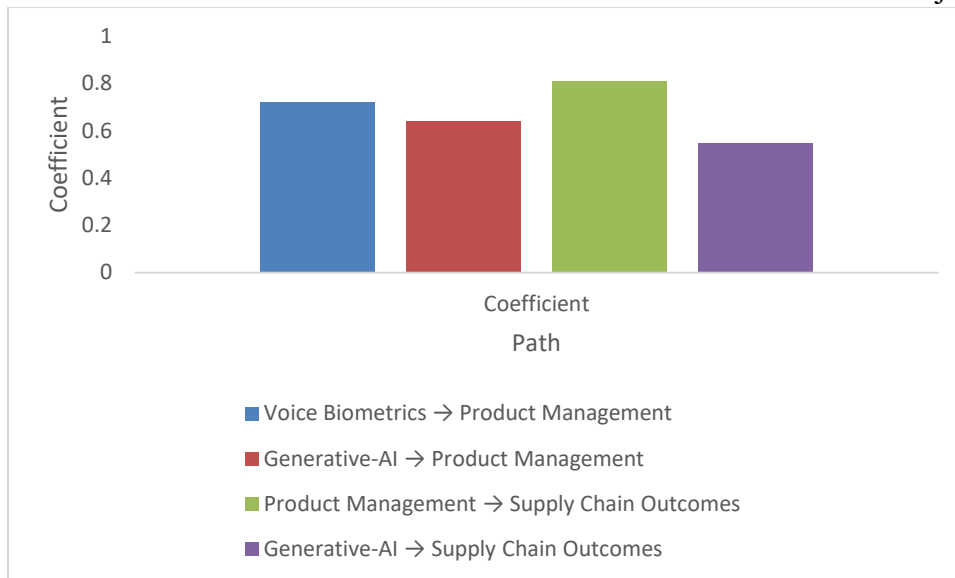 1
0.8
0.6
0.4
0.2
0
Coefficient
Coefficient
Path
Voice Biometrics → Product Management
Generative-AI → Product Management
Product Management → Supply Chain Outcomes
Generative-AI → Supply Chain Outcomes